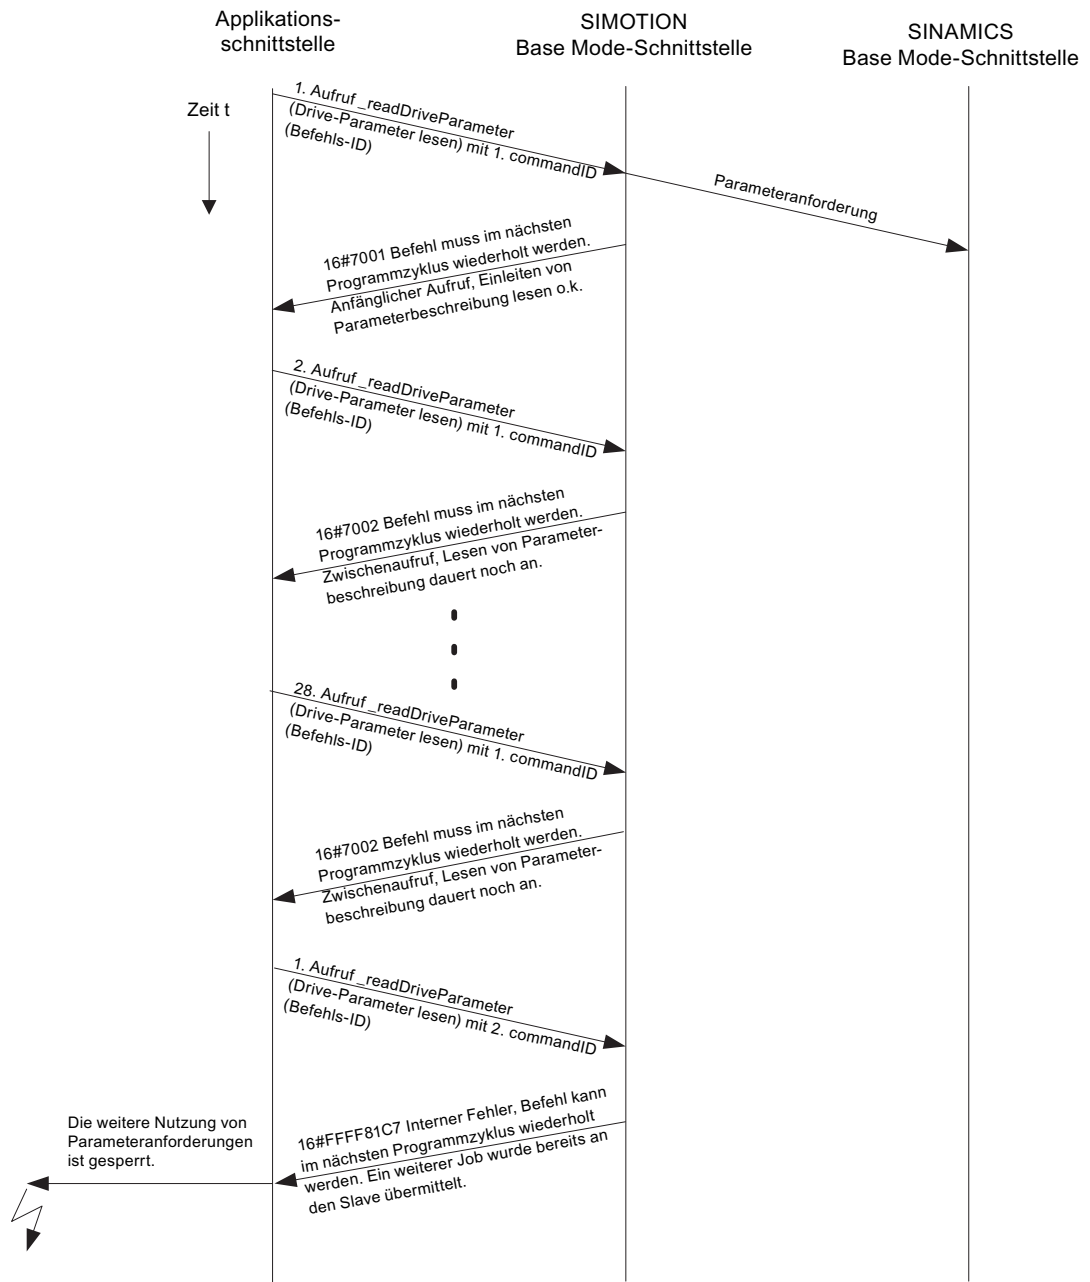 Applikations-
schnittstelle
SIMOTION
Base Mode-Schnittstelle
SINAMICS
Base Mode-Schnittstelle
Zeit t
1. Aufruf _readDriveParameter
(Drive-Parameter lesen) mit 1. commandID
(Befehls-ID)
Parameteranforderung
16#7001 Befehl muss im nächsten
Programmzyklus wiederholt werden.
Anfänglicher Aufruf, Einleiten von
Parameterbeschreibung lesen o.k.
2. Aufruf _readDriveParameter
(Drive-Parameter lesen) mit 1. commandID
(Befehls-ID)
16#7002 Befehl muss im nächsten
Programmzyklus wiederholt werden.
Zwischenaufruf, Lesen von Parameter-
beschreibung dauert noch an.
28. Aufruf _readDriveParameter
(Drive-Parameter lesen) mit 1. commandID
(Befehls-ID)
16#7002 Befehl muss im nächsten
Programmzyklus wiederholt werden.
Zwischenaufruf, Lesen von Parameter-
beschreibung dauert noch an.
1. Aufruf _readDriveParameter
(Drive-Parameter lesen) mit 2. commandID
(Befehls-ID)
16#FFFF81C7 Interner Fehler, Befehl kann
im nächsten Programmzyklus wiederholt
werden. Ein weiterer Job wurde bereits an
den Slave übermittelt.
Die weitere Nutzung von
Parameteranforderungen
ist gesperrt.